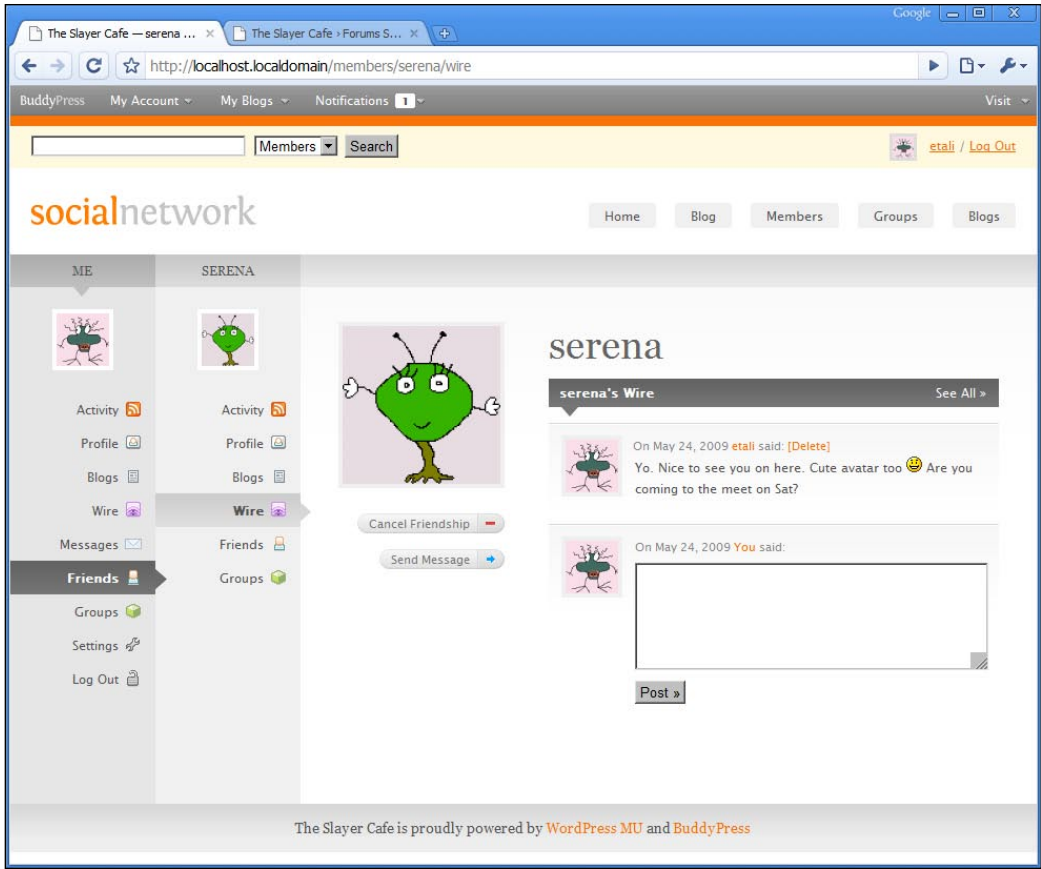 Google
The Slayer Cafe — serena ...
The Slayer Cafe › Forums S...
http://localhost.localdomain/members/serena/wire
BuddyPress My Account My Blogs Notifications 1 Visit
Members Search etali / Log Out
socialnetwork
Home Blog Members Groups Blogs
ME SERENA
serena
serena's Wire See All »
Activity Activity
Profile Profile
Blogs Blogs
Wire Wire
Messages Friends
Friends Groups
Groups
Settings
Log Out
Cancel Friendship
Send Message
On May 24, 2009 etali said: [Delete]
Yo. Nice to see you on here. Cute avatar too Are you
coming to the meet on Sat?
On May 24, 2009 You said:
Post »
The Slayer Cafe is proudly powered by WordPress MU and BuddyPress